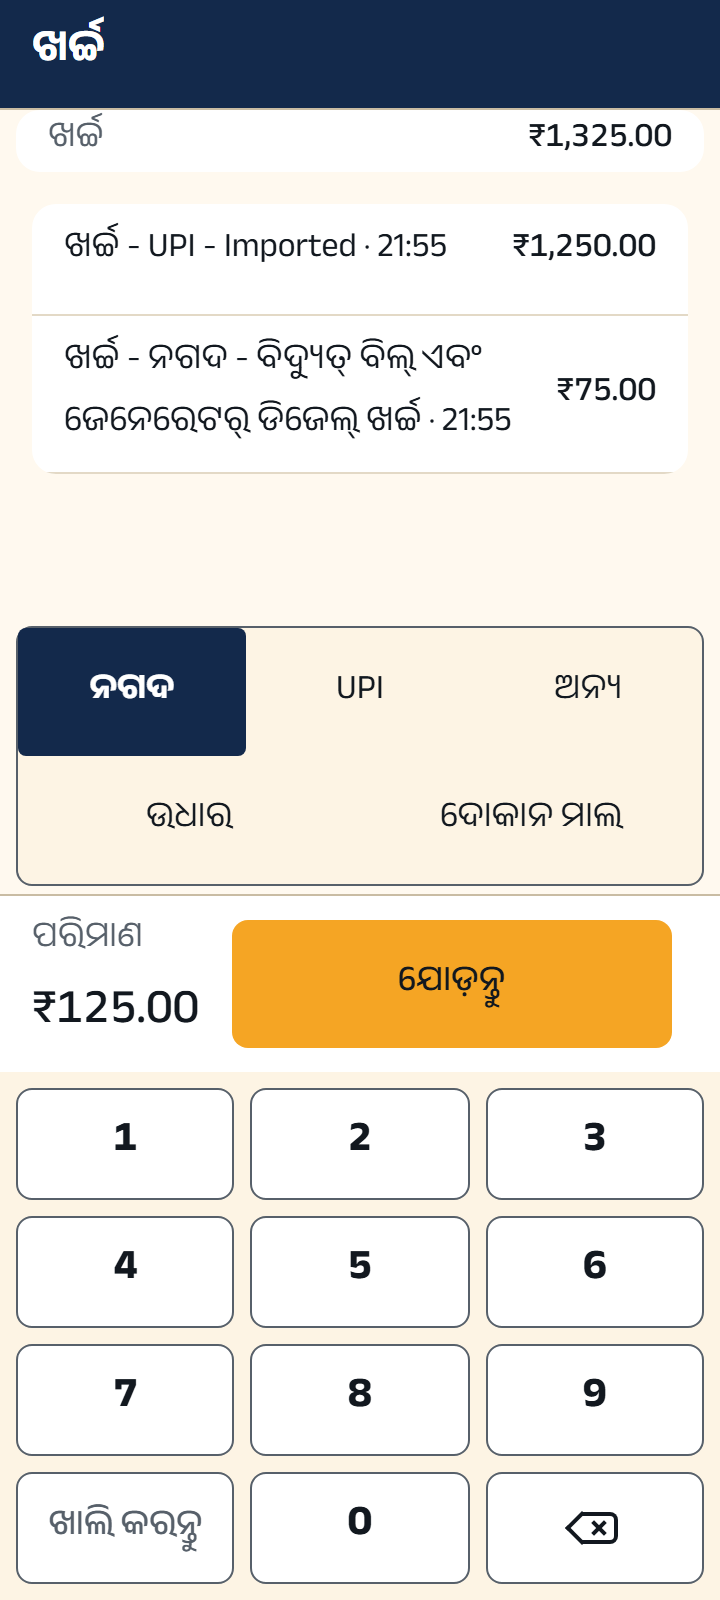 ଖର୍ଚ୍ଚ
ଖର୍ଚ୍ଚ ₹1,325.00
ଖର୍ଚ୍ଚ - UPI - Imported · 21:55 ₹1,250.00
ଖର୍ଚ୍ଚ - ନଗଦ - ବିଦ୍ୟୁତ୍ ବିଲ୍ ଏବଂ
ଜେନେରେଟର୍ ଡିଜେଲ୍ ଖର୍ଚ୍ଚ · 21:55 ₹75.00
ନଗଦ UPI ଅନ୍ୟ
ଉଧାର ଦୋକାନ ମାଲ
ପରିମାଣ
₹125.00 ଯୋଡ଼ନ୍ତୁ
1 2 3
4 5 6
7 8 9
ଖାଲି କରନ୍ତୁ 0